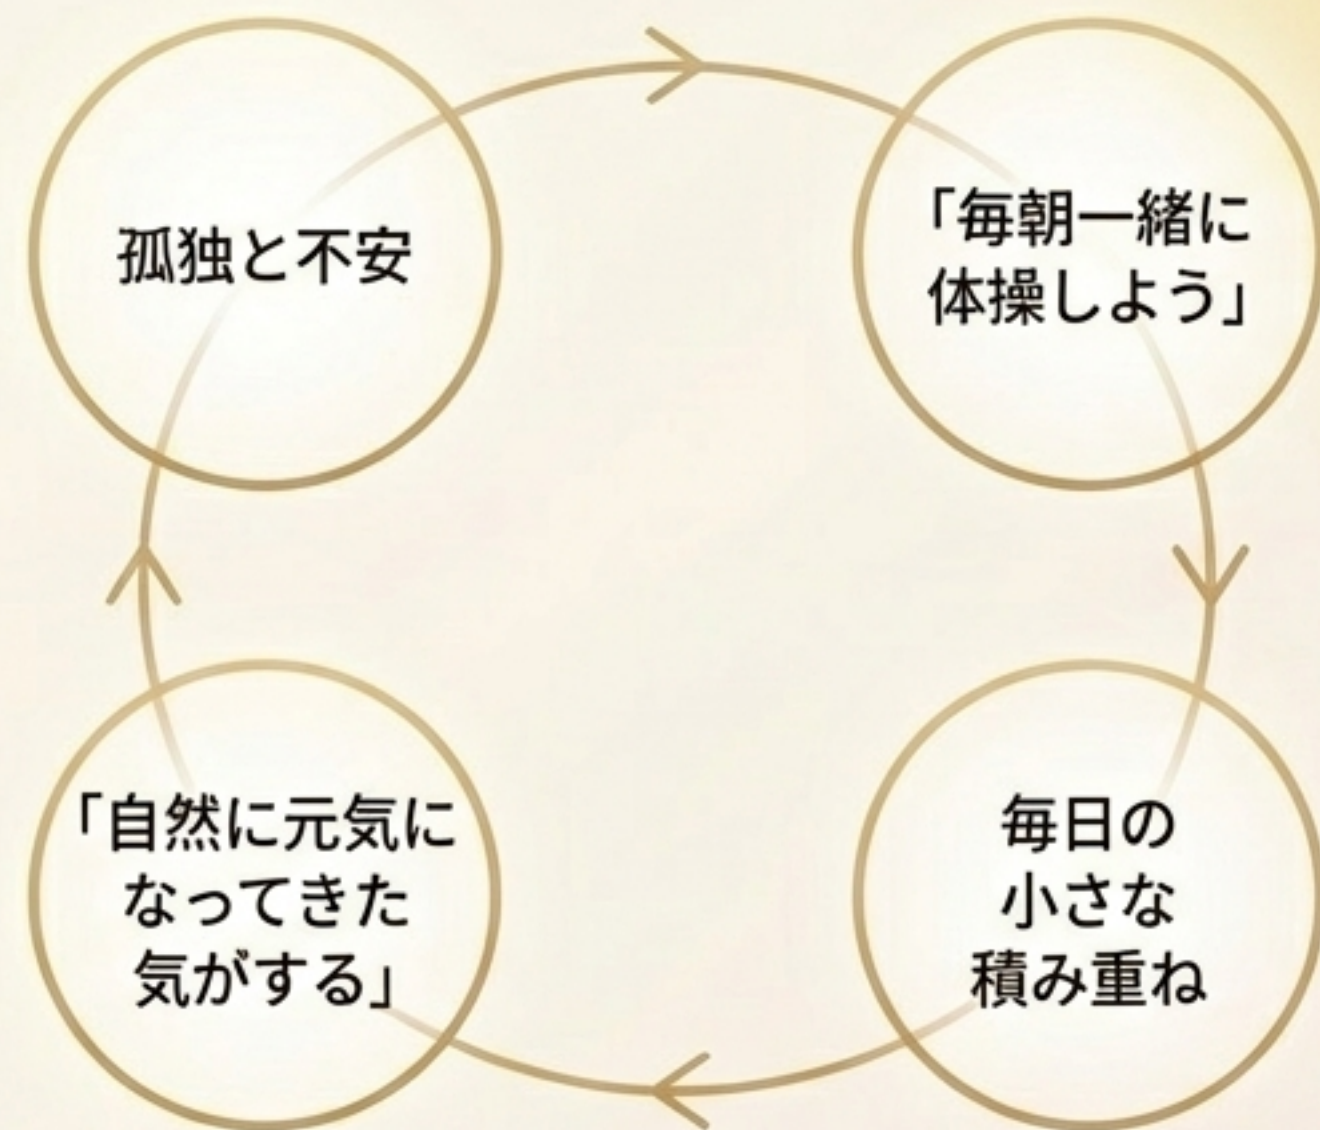 孤独と不安
「毎朝一緒に
体操しよう」
毎日の
小さな
積み重ね
「自然に元気に
なってきた
気がする」